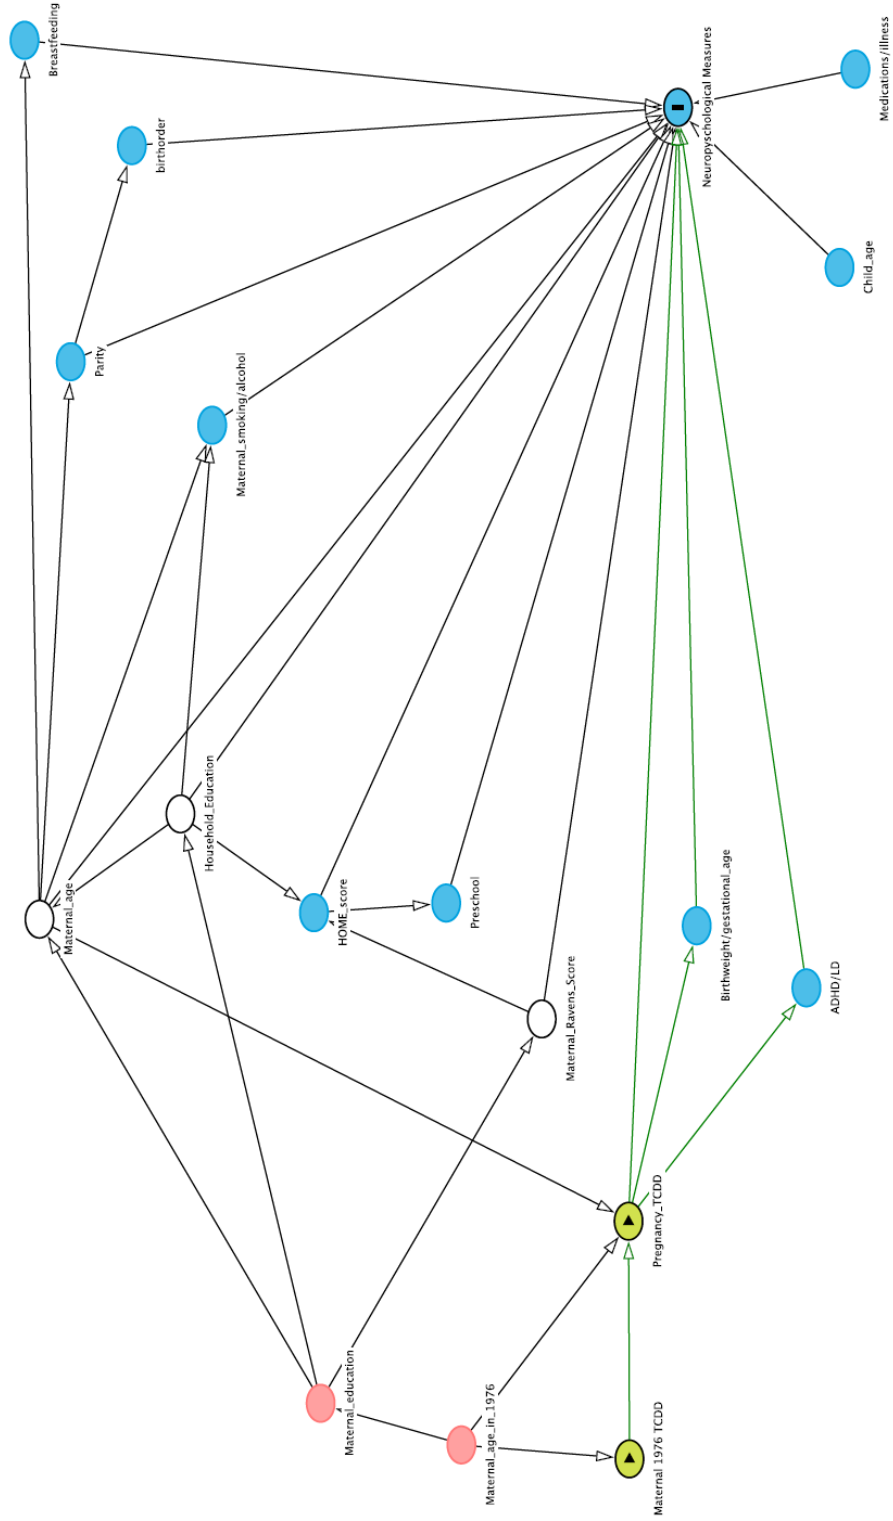 Breastfeeding
birthorder
Parity
Maternal_smoking/alcohol
Neuropyschological Measures
Medications/illness
Child_age
Maternal_age
Household_Education
HOME_score
Preschool
Maternal_Ravens_Score
Birthweight/gestational_age
ADHD/LD
Pregnancy_TCDD
Maternal_education
Maternal_age_in_1976
Maternal 1976 TCDD